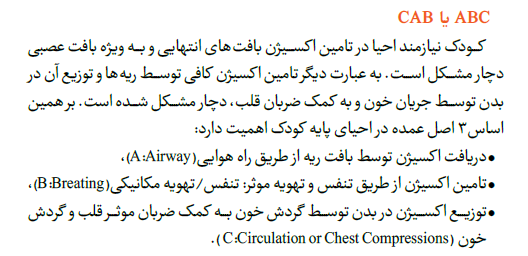 ABC یا CAB
کودک نیازمند احیا در تامین اکسیژن بافت‌های انتهایی و به ویژه بافت عصبی
دچار مشکل است. به عبارت دیگر تامین اکسیژن کافی توسط ریه‌ها و توزیع آن در
بدن توسط جریان خون و به کمک ضربان قلب، دچار مشکل شده است. بر همین
اساس ۳ اصل عمده در احیای پایه کودک اهمیت دارد:
• دریافت اکسیژن توسط بافت ریه از طریق راه هوایی (A:Airway)،
• تامین اکسیژن از طریق تنفس و تهویه موثر: تنفس/تهویه مکانیکی (B:Breating)،
• توزیع اکسیژن در بدن توسط گردش خون به کمک ضربان موثر قلب و گردش
خون (C:Circulation or Chest Compressions).